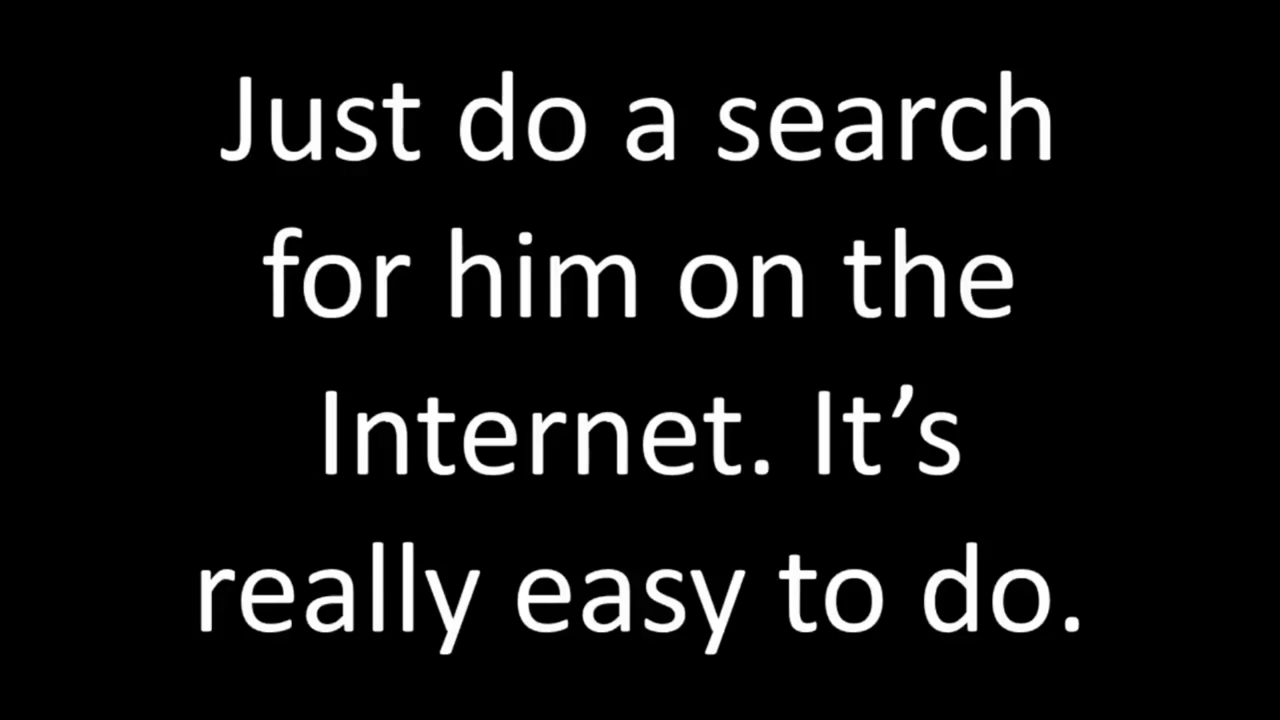 Just do a search
for him on the
Internet. It’s
really easy to do.